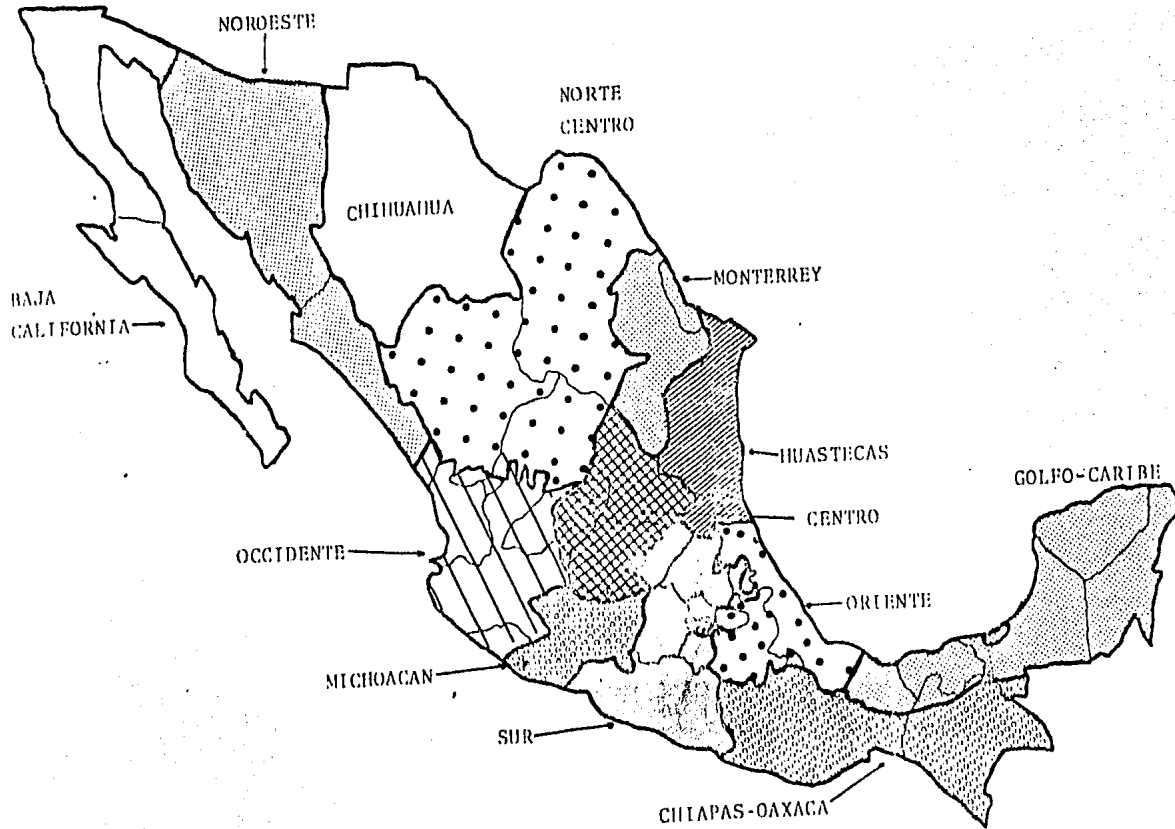 NOROESTE
NORTE
CENTRO
CHIHUAHUA
MONTERREY
BAJA
CALIFORNIA
HUASTECAS
GOLFO-CARIBE
CENTRO
OCCIDENTE
ORIENTE
MICHOACAN
SUR
CHIAPAS-OAXACA